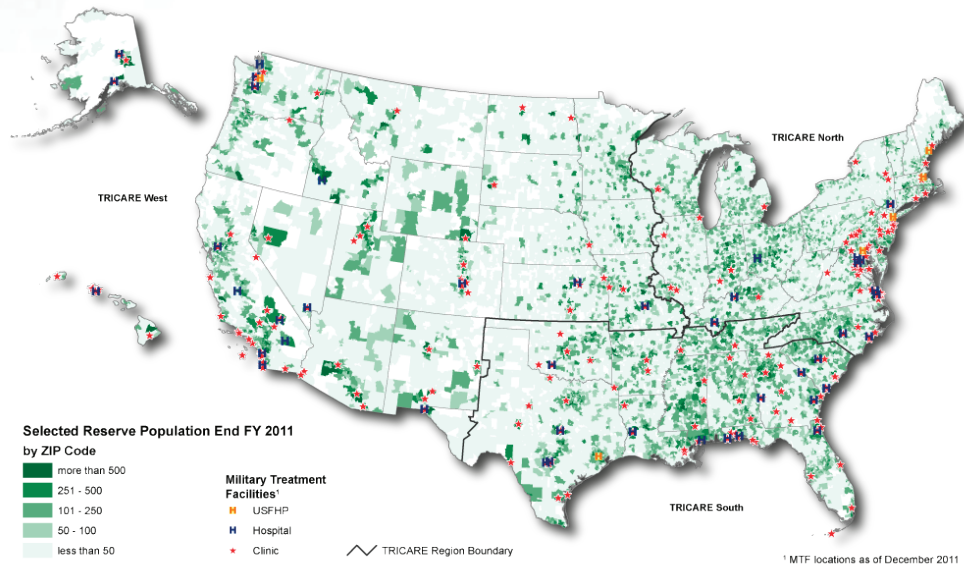 TRICARE North
TRICARE West
Selected Reserve Population End FY 2011
by ZIP Code
more than 500
251 - 500
101 - 250
50 - 100
less than 50
Military Treatment
Facilities¹
H USFHP
H Hospital
Clinic
TRICARE Region Boundary
TRICARE South
¹ MTF locations as of December 2011